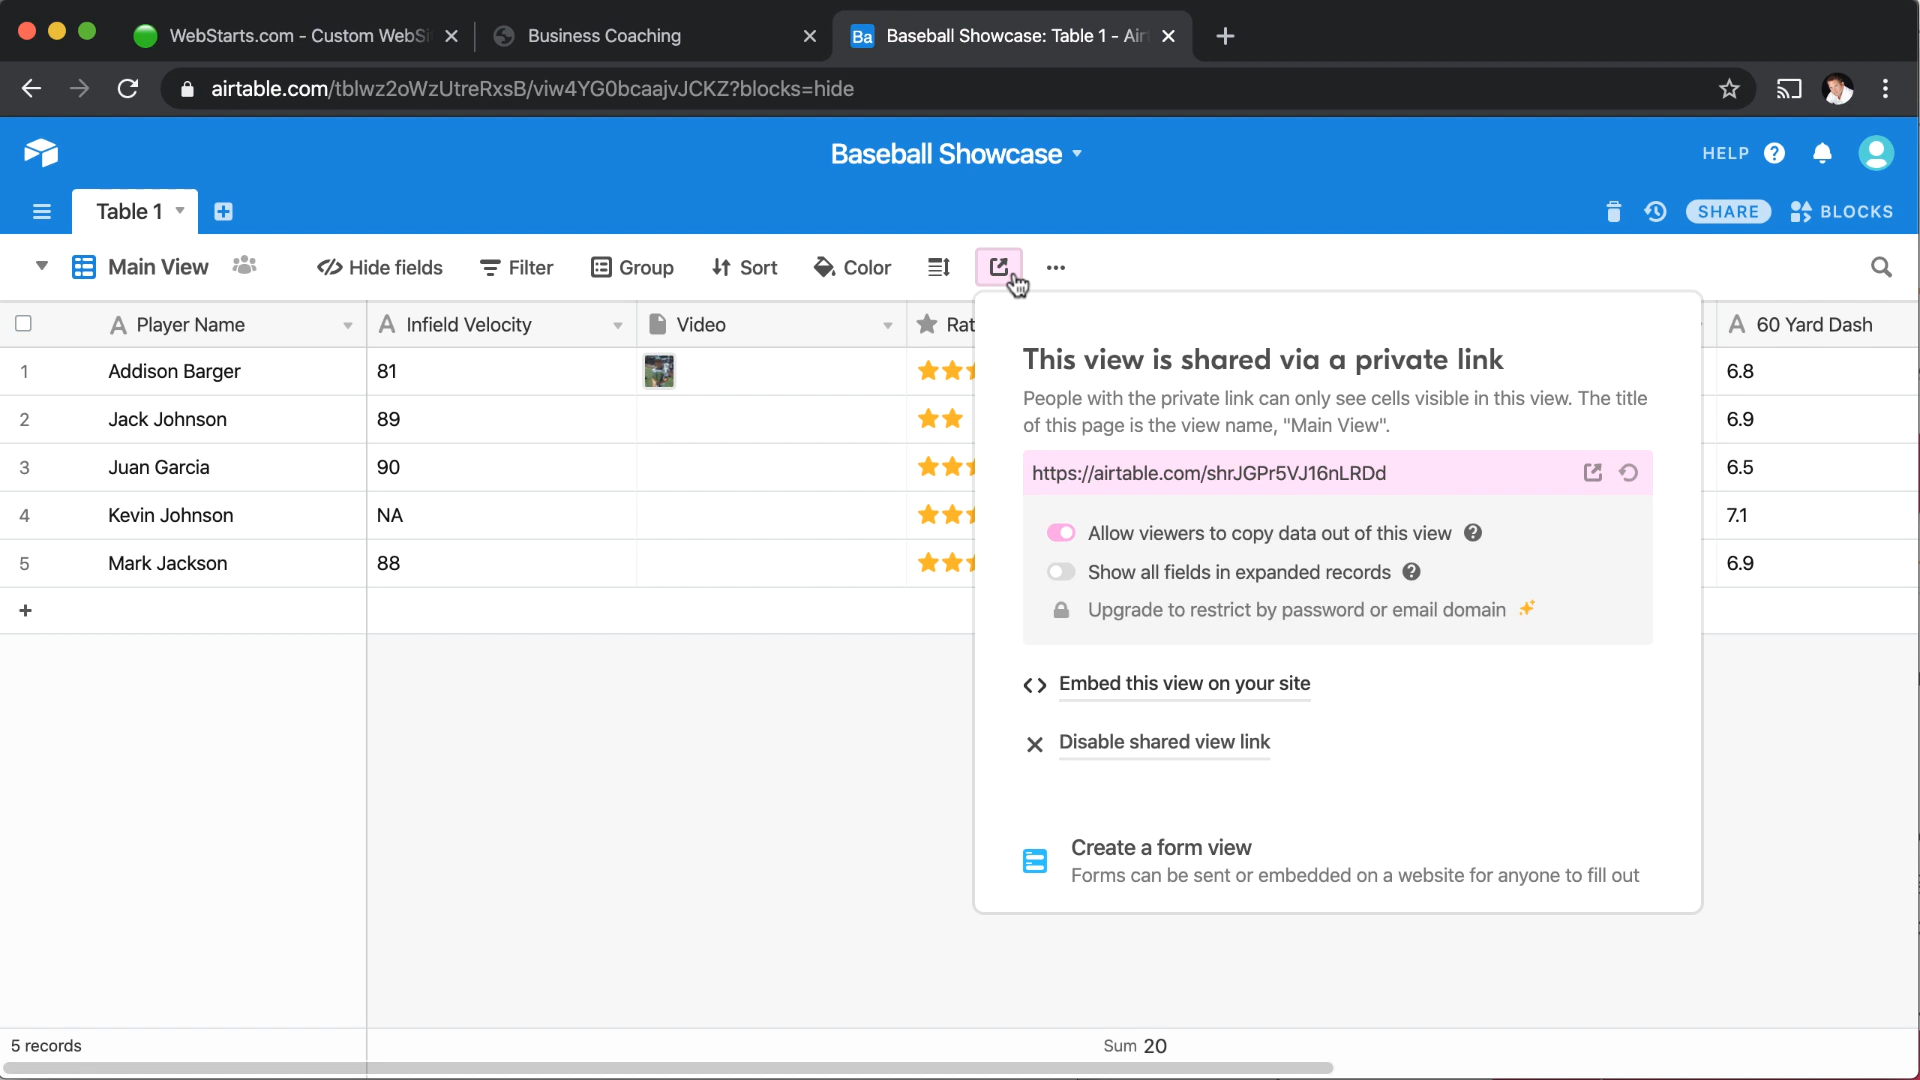 WebStarts.com - Custom WebSi
Business Coaching
Ba Baseball Showcase: Table 1 - Air
airtable.com/tblwz2oWzUtreRxsB/viw4YG0bcaajvJCKZ?blocks=hide
Baseball Showcase
HELP
Table 1
SHARE
BLOCKS
Main View
Hide fields
Filter
Group
Sort
Color
Player Name
Infield Velocity
Video
Rat
60 Yard Dash
1 Addison Barger 81 6.8
2 Jack Johnson 89 6.9
3 Juan Garcia 90 6.5
4 Kevin Johnson NA 7.1
5 Mark Jackson 88 6.9
+
This view is shared via a private link
People with the private link can only see cells visible in this view. The title
of this page is the view name, "Main View".
https://airtable.com/shrJGPr5VJ16nLRDd
Allow viewers to copy data out of this view
Show all fields in expanded records
Upgrade to restrict by password or email domain
Embed this view on your site
Disable shared view link
Create a form view
Forms can be sent or embedded on a website for anyone to fill out
5 records
Sum 20